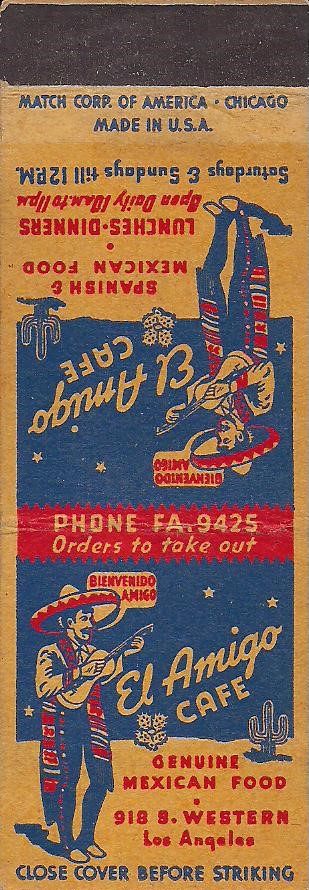 MATCH CORP. OF AMERICA · CHICAGO
MADE IN U.S.A.
Saturdays & Sundays till 12 P.M.
Open Daily 10am. to 11pm
LUNCHES · DINNERS
•
SPANISH &
MEXICAN FOOD
El Amigo
CAFE
BIENVENIDO
AMIGO
PHONE FA. 9425
Orders to take out
BIENVENIDO
AMIGO
El Amigo
CAFE
GENUINE
MEXICAN FOOD
•
918 S. WESTERN
Los Angeles
CLOSE COVER BEFORE STRIKING